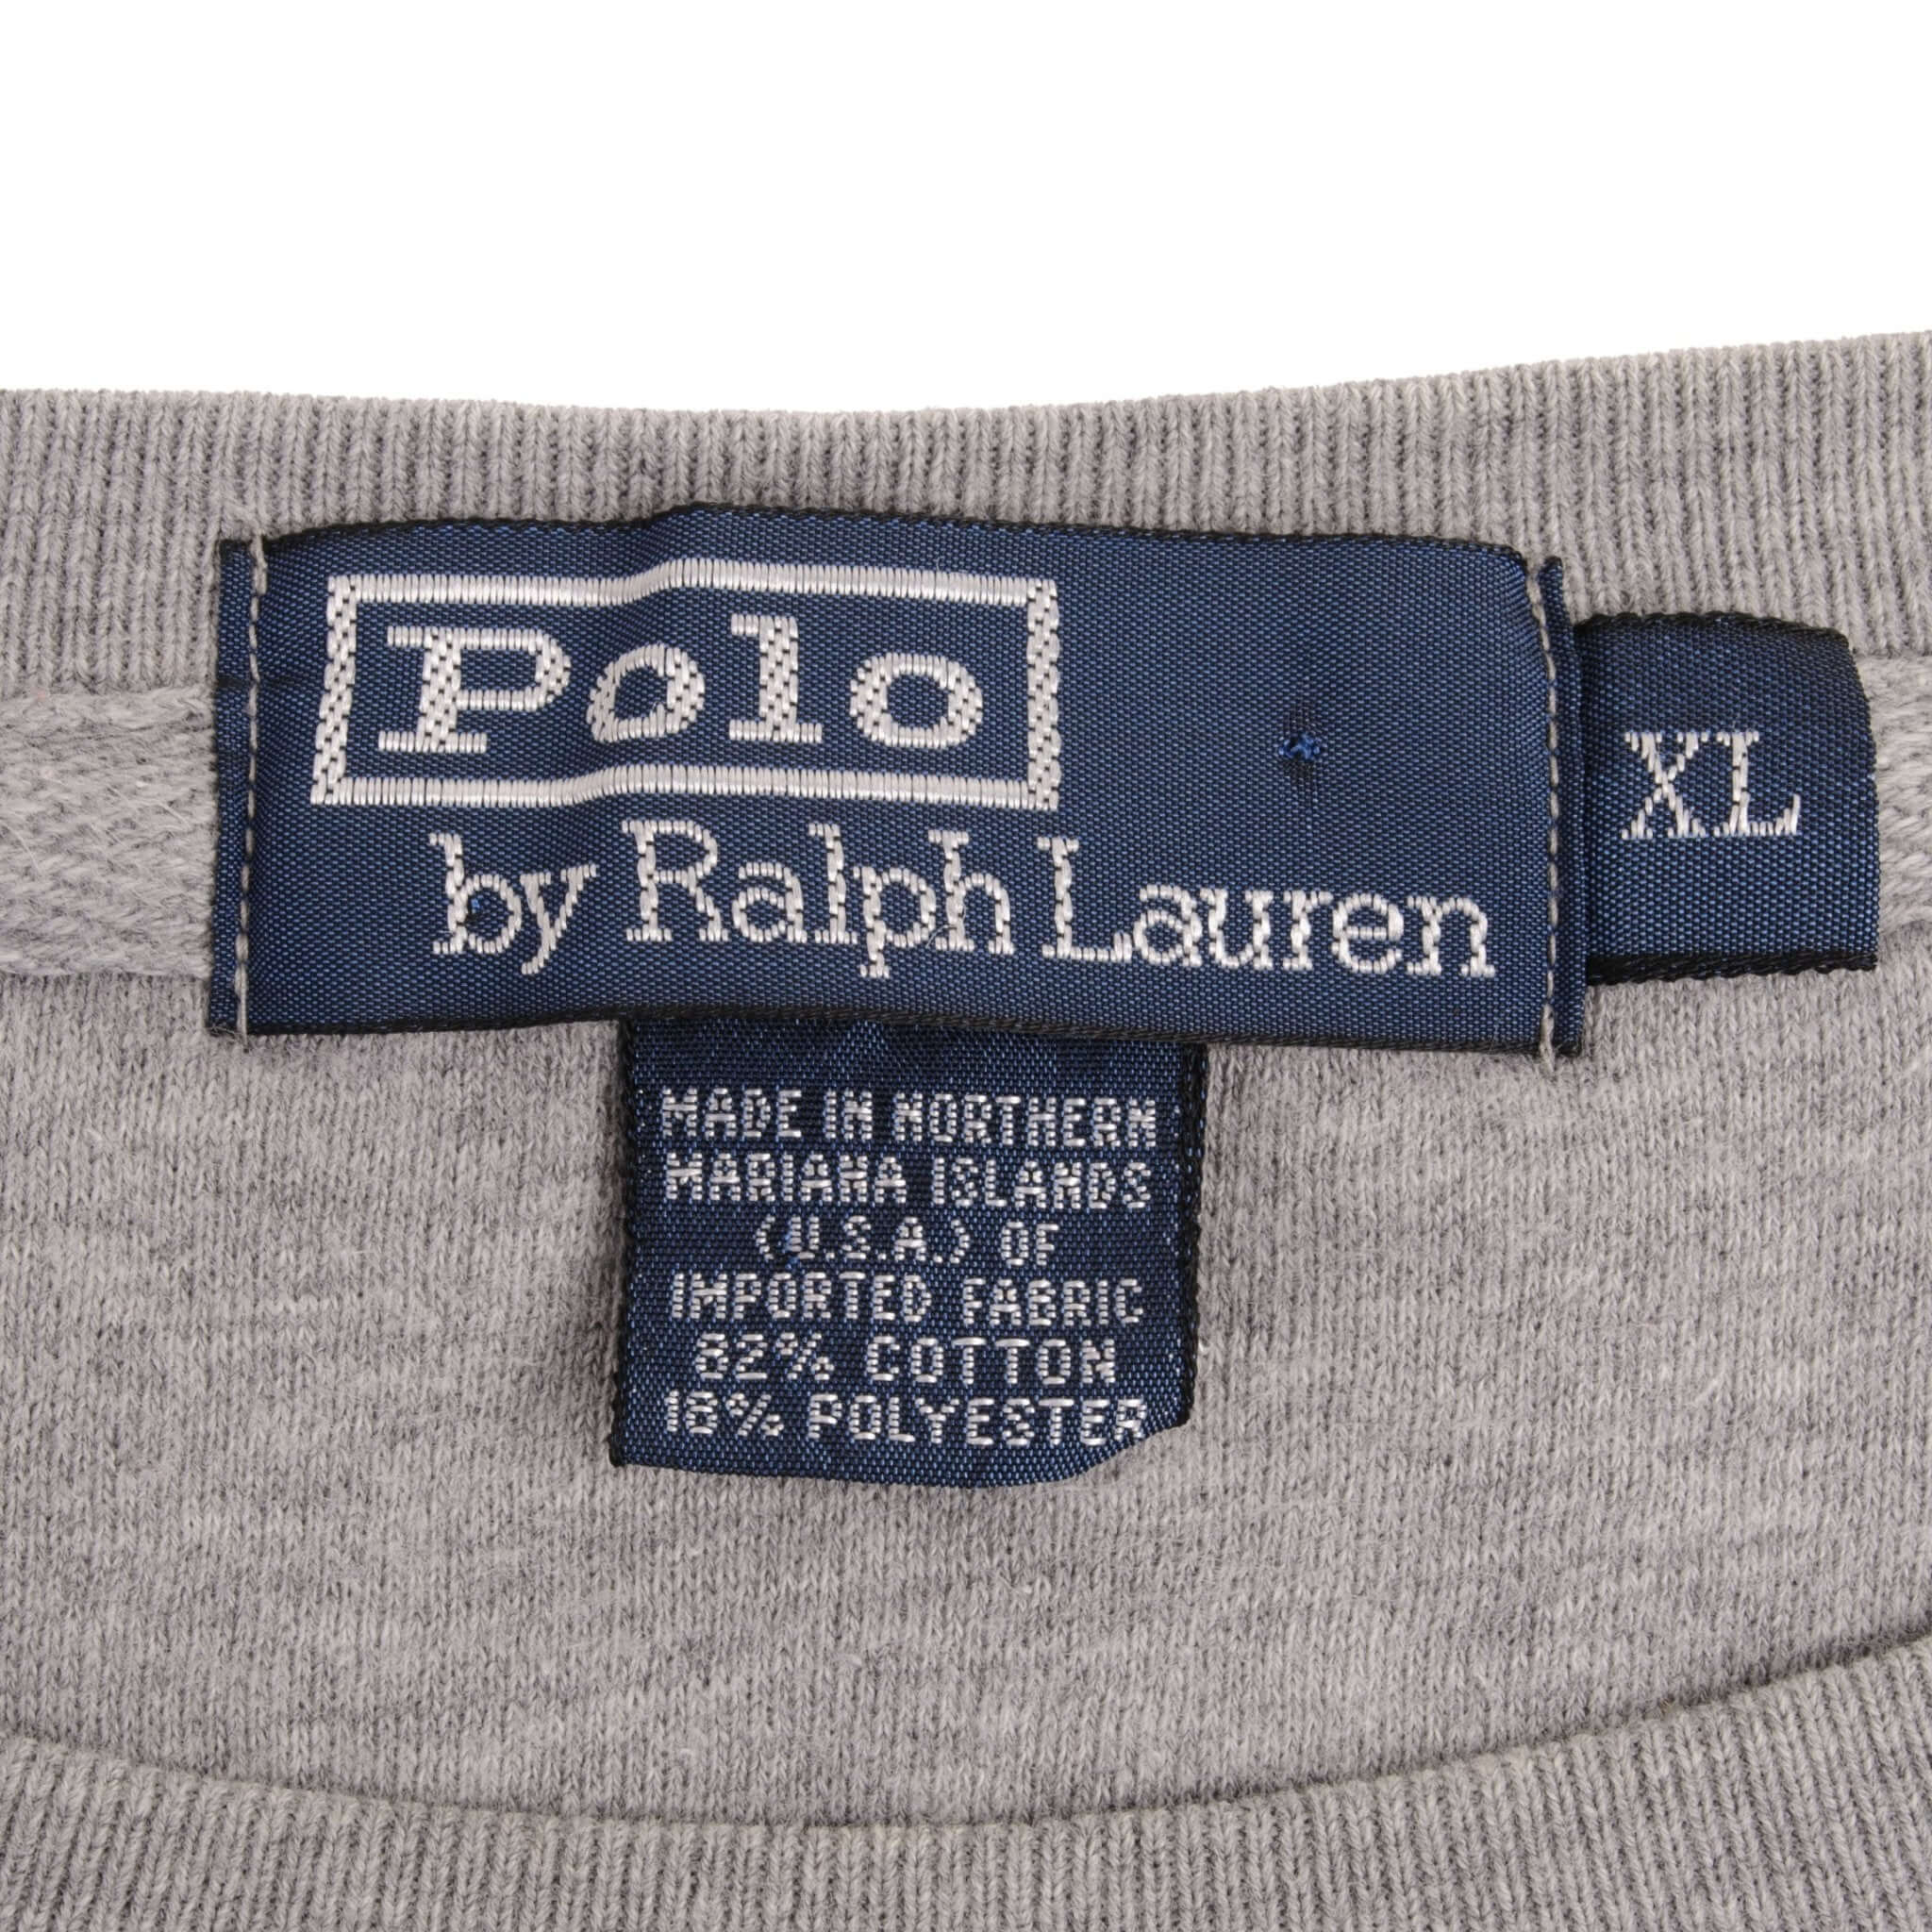 Polo
by Ralph Lauren
XL
MADE IN NORTHERN
MARIANA ISLANDS
(U.S.A.) OF
IMPORTED FABRIC
82% COTTON
18% POLYESTER